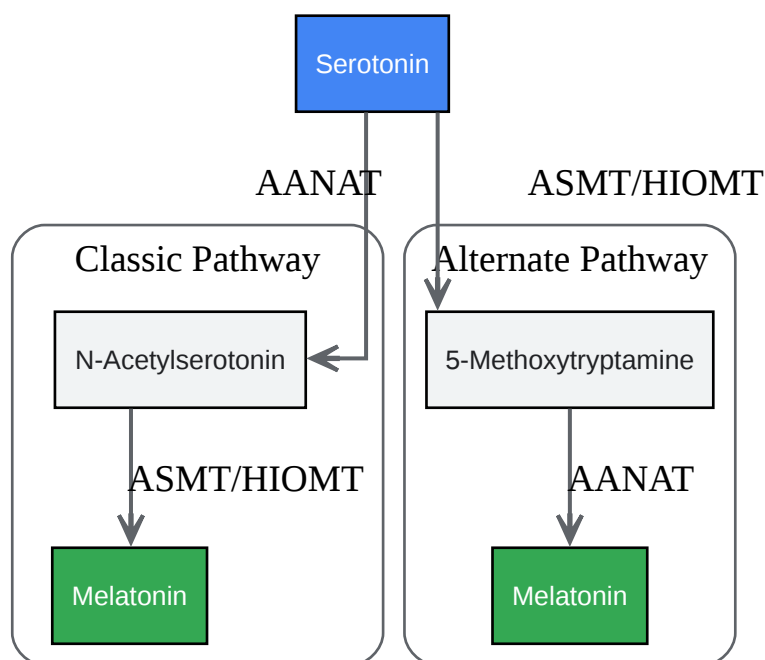 Serotonin
AANAT
ASMT/HIOMT
Classic Pathway
Alternate Pathway
N-Acetylserotonin
5-Methoxytryptamine
ASMT/HIOMT
AANAT
Melatonin
Melatonin